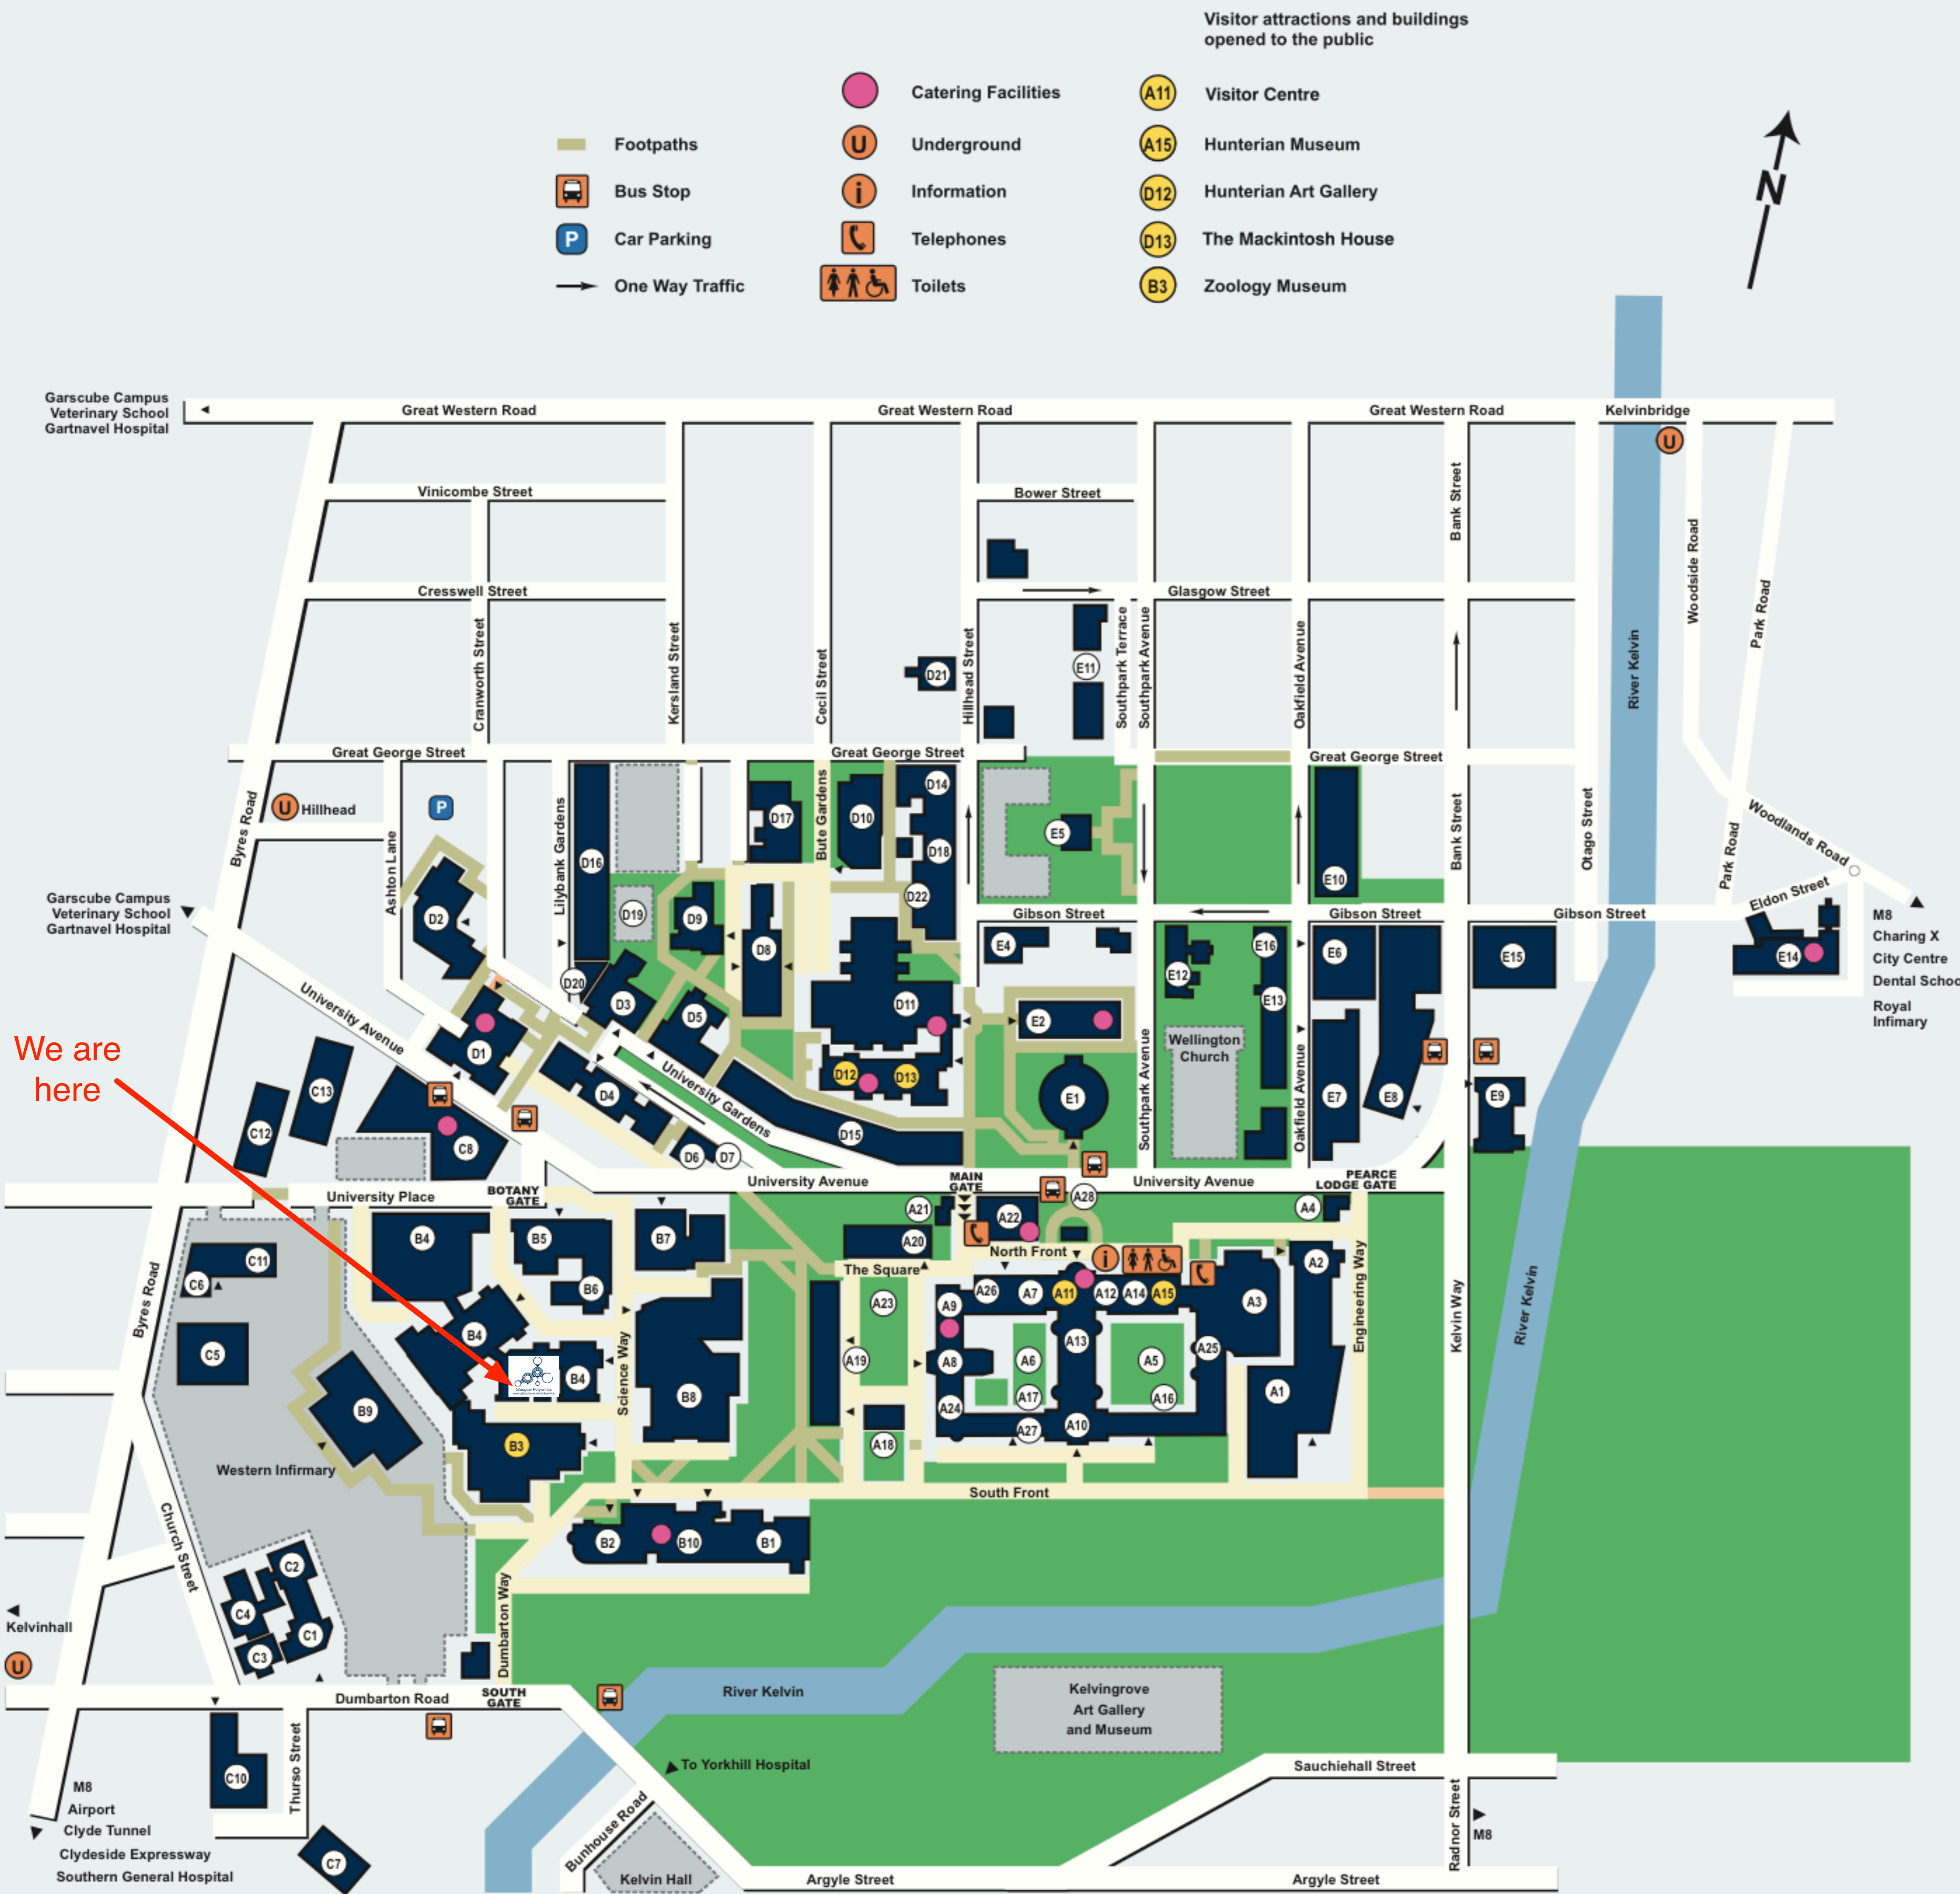 Visitor attractions and buildings
opened to the public
Catering Facilities
A11 Visitor Centre
Footpaths
U Underground
A15 Hunterian Museum
Bus Stop
i Information
D12 Hunterian Art Gallery
P Car Parking
Telephones
D13 The Mackintosh House
One Way Traffic
Toilets
B3 Zoology Museum
N
Garscube Campus
Veterinary School
Gartnavel Hospital
Great Western Road
Great Western Road
Great Western Road
Kelvinbridge
U
Vinicombe Street
Bower Street
Bank Street
Woodside Road
Park Road
Cresswell Street
Glasgow Street
Cranworth Street
Kersland Street
Cecil Street
Hillhead Street
Southpark Terrace
Southpark Avenue
Oakfield Avenue
River Kelvin
D21
E11
Great George Street
Great George Street
Great George Street
U Hillhead
P
Byres Road
Ashton Lane
Lilybank Gardens
Bute Gardens
Bank Street
Otago Street
Park Road
Woodlands Road
Eldon Street
D17
D10
D14
D16
D18
E5
E10
D22
Garscube Campus
Veterinary School
Gartnavel Hospital
D2
D19
D9
D8
Gibson Street
Gibson Street
Gibson Street
E4
E12
E16
E6
E15
E14
M8
Charing X
City Centre
Dental Schoo
Royal
Infimary
D20
D3
D5
D11
E2
E13
University Avenue
D1
Wellington
Church
We are
here
C13
C12
C8
D4
University Gardens
D12
D13
E1
Southpark Avenue
Oakfield Avenue
E7
E8
E9
D15
D6
D7
University Place
BOTANY
GATE
University Avenue
MAIN
GATE
University Avenue
PEARCE
LODGE GATE
A21
A28
A4
A22
A20
B4
B5
B7
C11
C6
B6
North Front
i
The Square
A2
A23
A9
A26
A7
A11
A12
A14
A15
A3
Byres Road
C5
B4
B4
Glasgow Polyomics
Science Way
B8
A19
A8
A6
A13
A5
A25
A1
Engineering Way
Kelvin Way
River Kelvin
B9
B3
A24
A17
A16
A27
A10
A18
Western Infirmary
South Front
Church Street
B2
B10
B1
C2
C4
C1
C3
Dumbarton Way
Kelvinhall
U
Dumbarton Road
SOUTH
GATE
River Kelvin
Kelvingrove
Art Gallery
and Museum
Thurso Street
C10
To Yorkhill Hospital
Sauchiehall Street
M8
Airport
Clyde Tunnel
Clydeside Expressway
Southern General Hospital
C7
Bunhouse Road
Kelvin Hall
Argyle Street
Argyle Street
Radnor Street
M8